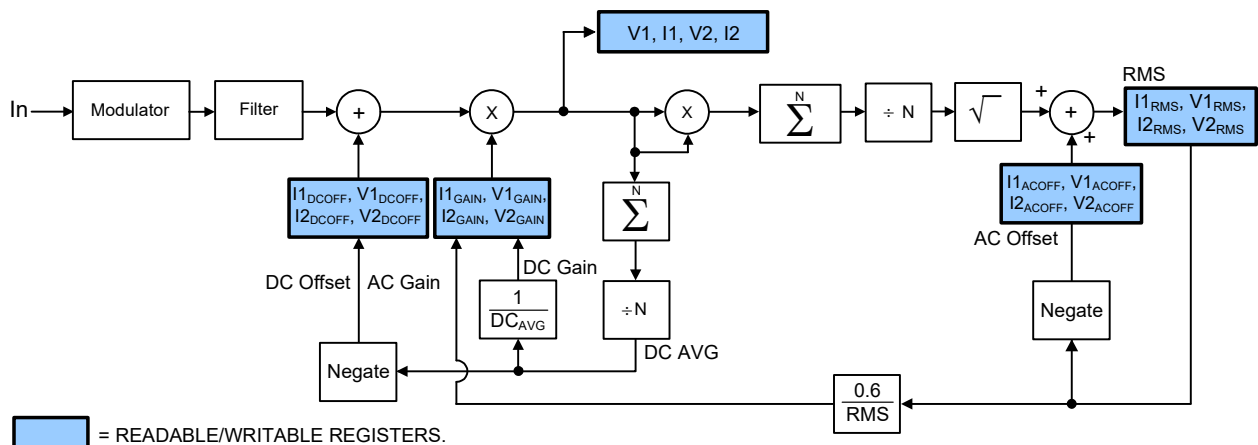 V1, I1, V2, I2
In
Modulator
Filter
+
X
X
N
∑
÷ N
√
+
+
+
RMS
I1RMS, V1RMS,
I2RMS, V2RMS
I1DCOFF, V1DCOFF,
I2DCOFF, V2DCOFF
I1GAIN, V1GAIN,
I2GAIN, V2GAIN
N
∑
I1ACOFF, V1ACOFF,
I2ACOFF, V2ACOFF
AC Offset
DC Offset
AC Gain
DC Gain
1
DCAVG
÷N
DC AVG
Negate
Negate
0.6
RMS
= READABLE/WRITABLE REGISTERS.